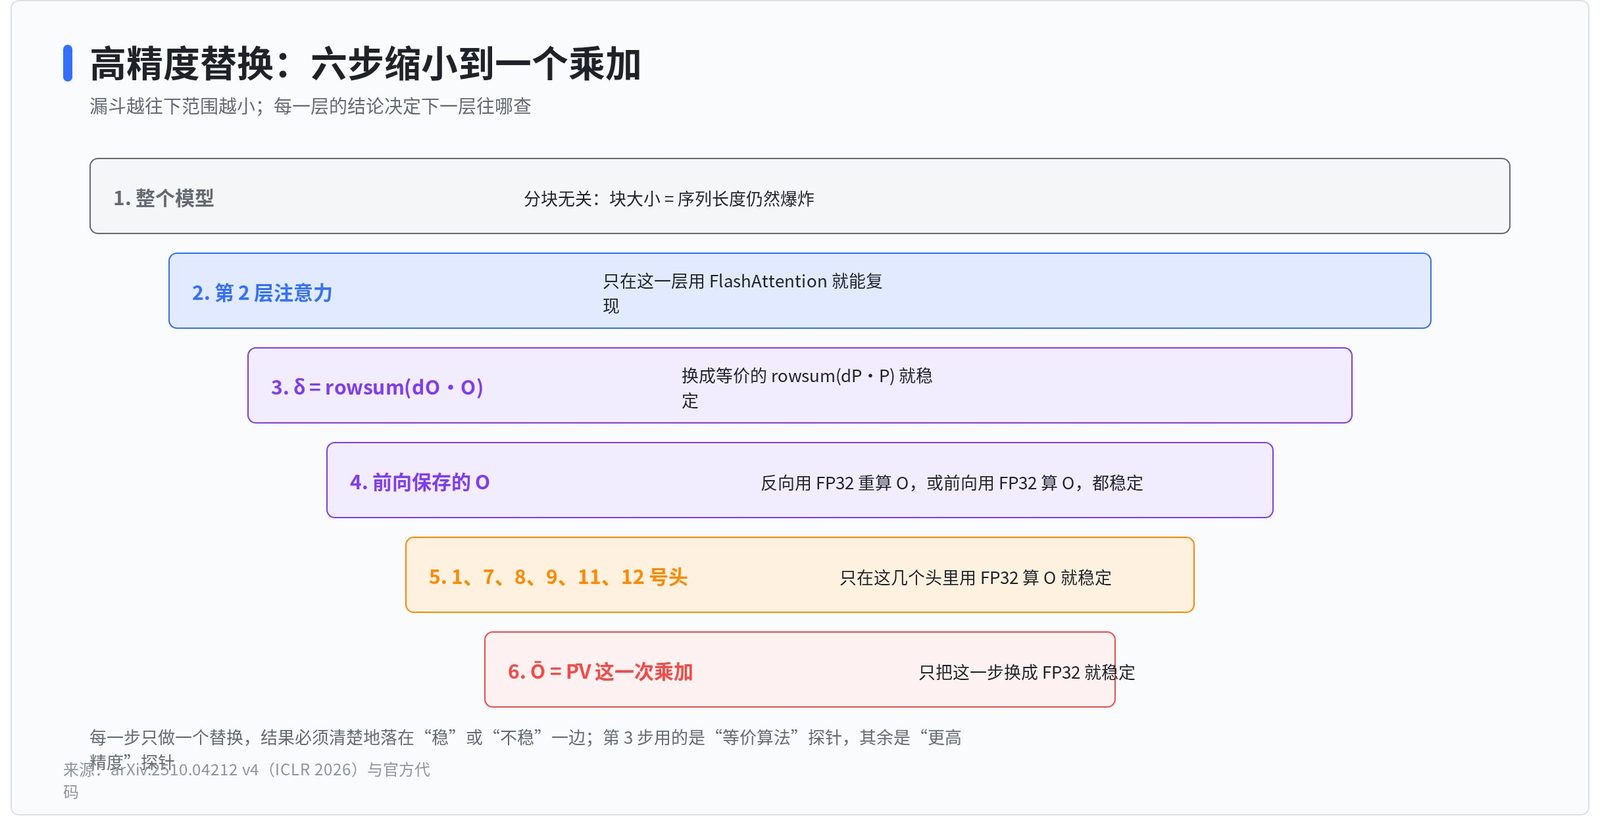 高精度替换：六步缩小到一个乘加
漏斗越往下范围越小；每一层的结论决定下一层往哪查
1. 整个模型
分块无关：块大小 = 序列长度仍然爆炸
2. 第 2 层注意力
只在这一层用 FlashAttention 就能复
现
3. δ = rowsum(dO・O)
换成等价的 rowsum(dP・P) 就稳
定
4. 前向保存的 O
反向用 FP32 重算 O，或前向用 FP32 算 O，都稳定
5. 1、7、8、9、11、12 号头
只在这几个头里用 FP32 算 O 就稳定
6. Ō = P̄V 这一次乘加
只把这一步换成 FP32 就稳定
每一步只做一个替换，结果必须清楚地落在“稳”或“不稳”一边；第 3 步用的是“等价算法”探针，其余是“更高
精度”探针
来源：arXiv:2510.04212 v4（ICLR 2026）与官方代
码